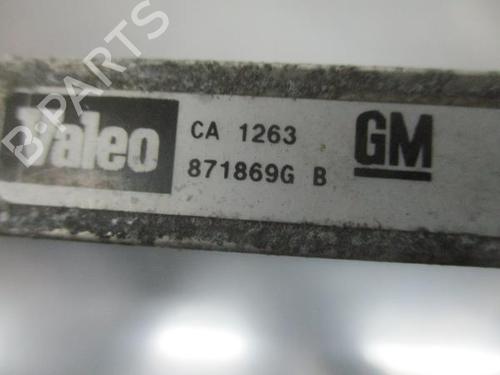 Valeo
CA 1263
871869G B
GM
B-PARTS